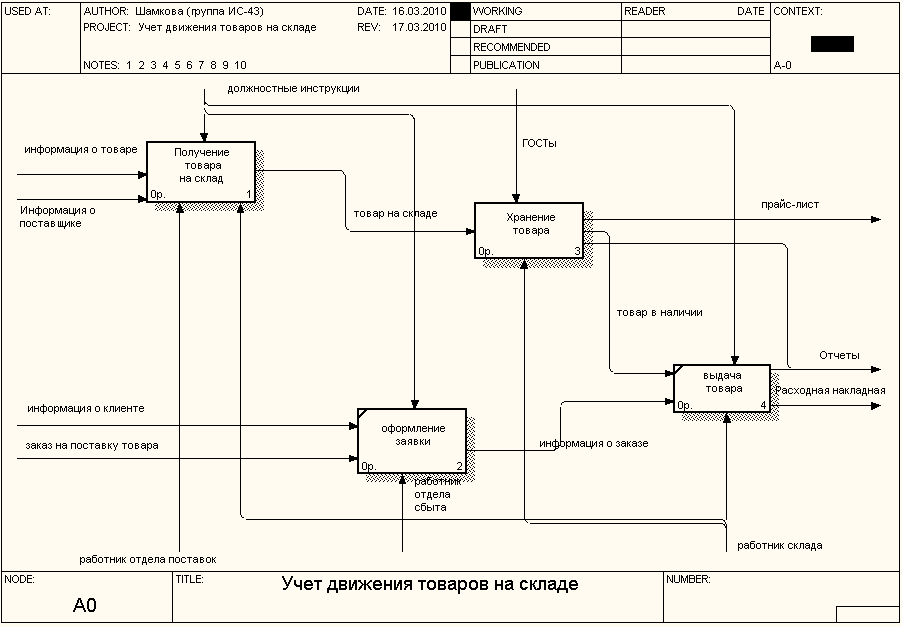 USED AT:
AUTHOR: Шамкова (группа ИС-43)
DATE: 16.03.2010
WORKING
READER
DATE
CONTEXT:
PROJECT: Учет движения товаров на складе
REV: 17.03.2010
DRAFT
RECOMMENDED
NOTES: 1 2 3 4 5 6 7 8 9 10
PUBLICATION
A-0
должностные инструкции
информация о товаре
Получение
товара
на склад
0р. 1
ГОСТы
Информация о
поставщике
товар на складе
Хранение
товара
0р. 3
прайс-лист
товар в наличии
Отчеты
выдача
товара
0р. 4
Расходная накладная
информация о клиенте
оформление
заявки
0р. 2
заказ на поставку товара
информация о заказе
работник
отдела
сбыта
работник отдела поставок
работник склада
NODE:
A0
TITLE:
Учет движения товаров на складе
NUMBER: